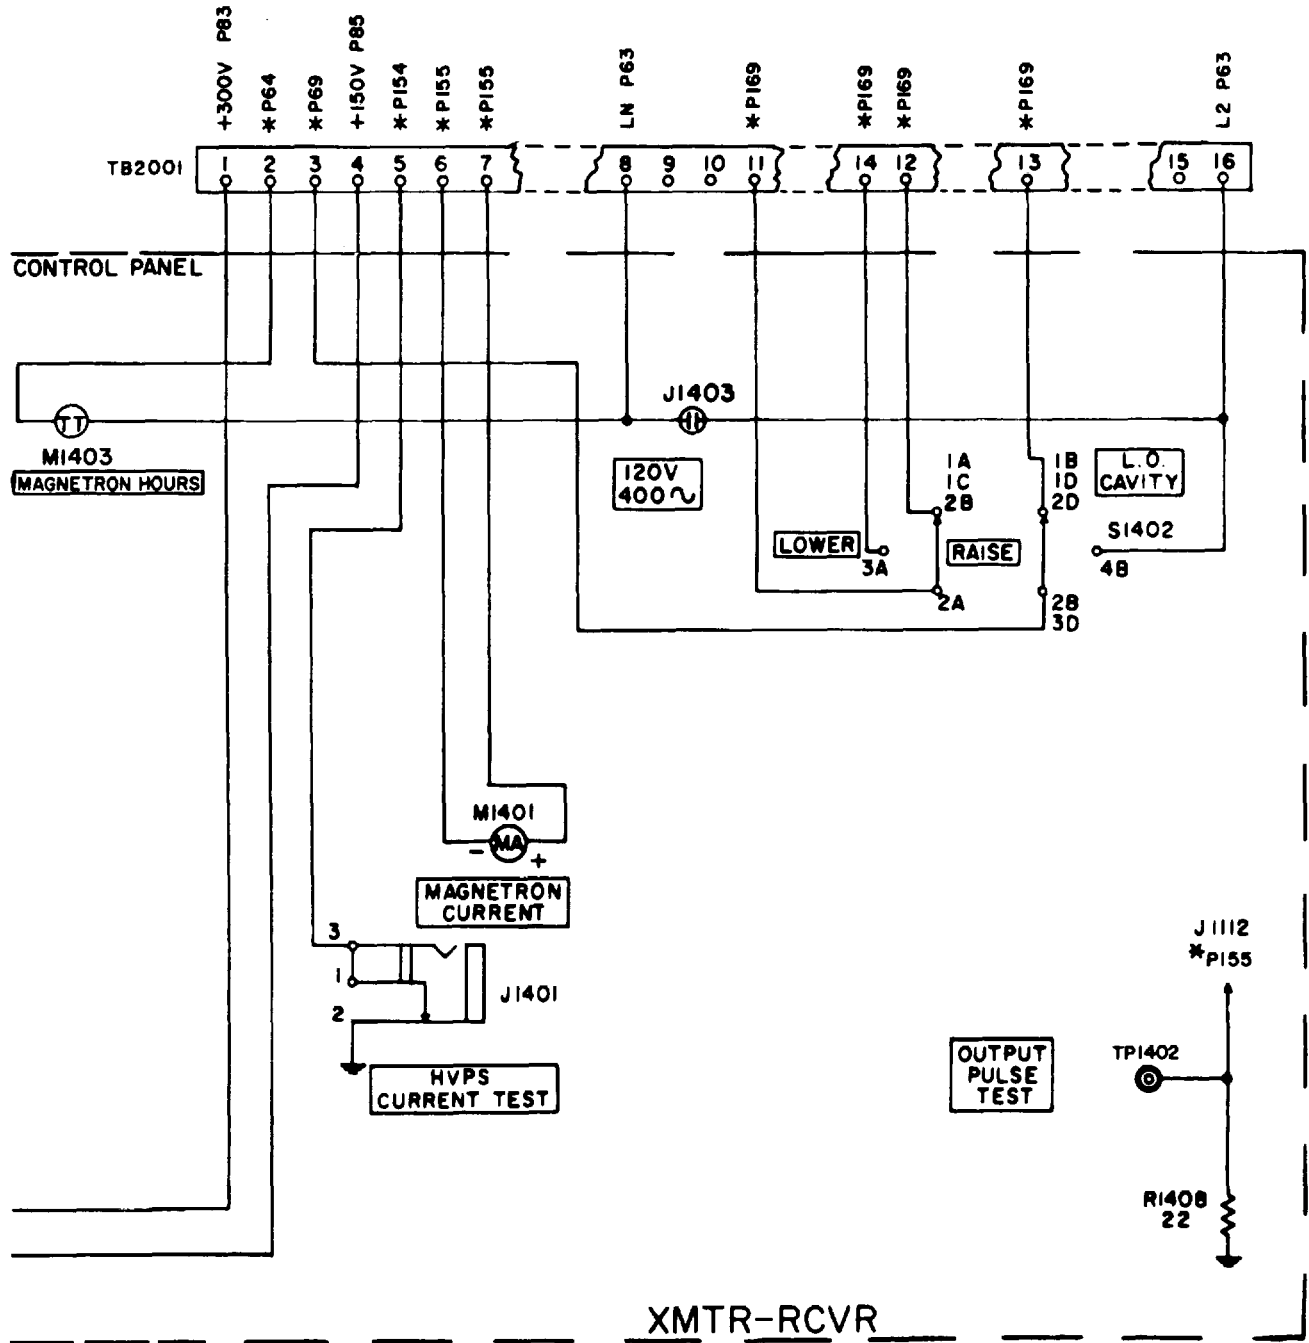 +300V P83
*P64
*P69
+150V P85
*P154
*P155
*P155
LN P63
*P169
*P169
*P169
*P169
L2 P63
TB2001
1 2 3 4 5 6 7 8 9 10 11 14 12 13 15 16
CONTROL PANEL
J1403
TT
M1403
MAGNETRON HOURS
120V
400~
1A
1C
2B
1B
1D
2D
L.O.
CAVITY
LOWER
3A
RAISE
S1402
4B
2A
2B
3D
M1401
- MA +
MAGNETRON
CURRENT
3
1
2
J1401
HVPS
CURRENT TEST
J1112
*P155
OUTPUT
PULSE
TEST
TP1402
R1408
22
XMTR-RCVR